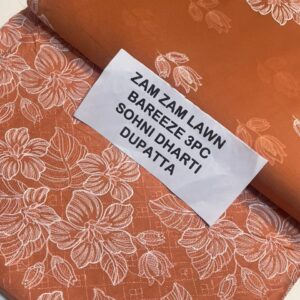 ZAM ZAM LAWN
BAREEZE 3PC
SOHNI DHARTI
DUPATTA